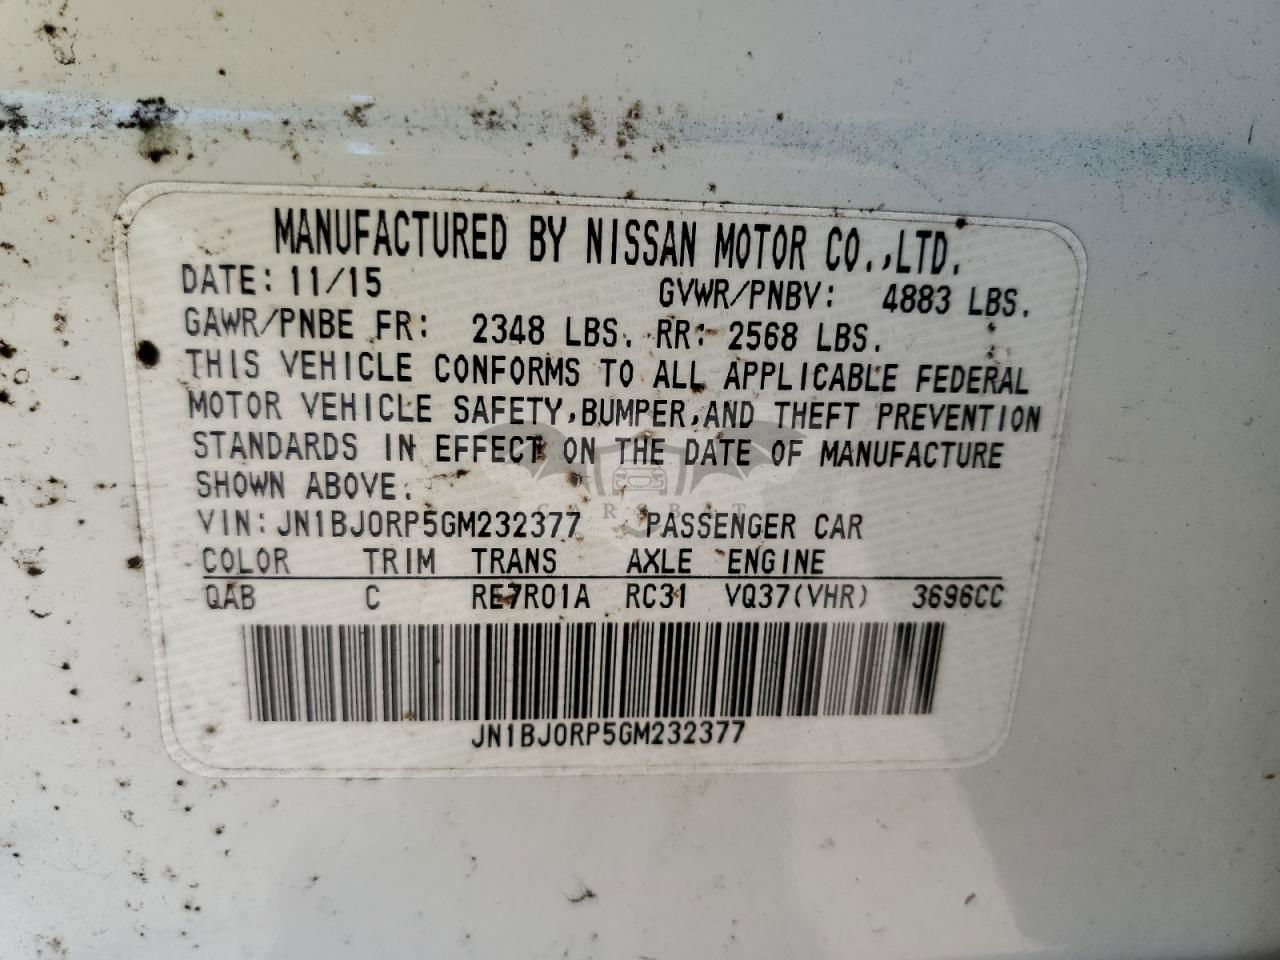 MANUFACTURED BY NISSAN MOTOR CO.,LTD.
DATE: 11/15 GVWR/PNBV: 4883 LBS.
GAWR/PNBE FR: 2348 LBS. RR: 2568 LBS.
THIS VEHICLE CONFORMS TO ALL APPLICABLE FEDERAL
MOTOR VEHICLE SAFETY,BUMPER,AND THEFT PREVENTION
STANDARDS IN EFFECT ON THE DATE OF MANUFACTURE
SHOWN ABOVE.
CARSBAT
VIN: JN1BJ0RP5GM232377 PASSENGER CAR
COLOR TRIM TRANS AXLE ENGINE
QAB C RE7R01A RC31 VQ37(VHR) 3696CC
JN1BJ0RP5GM232377